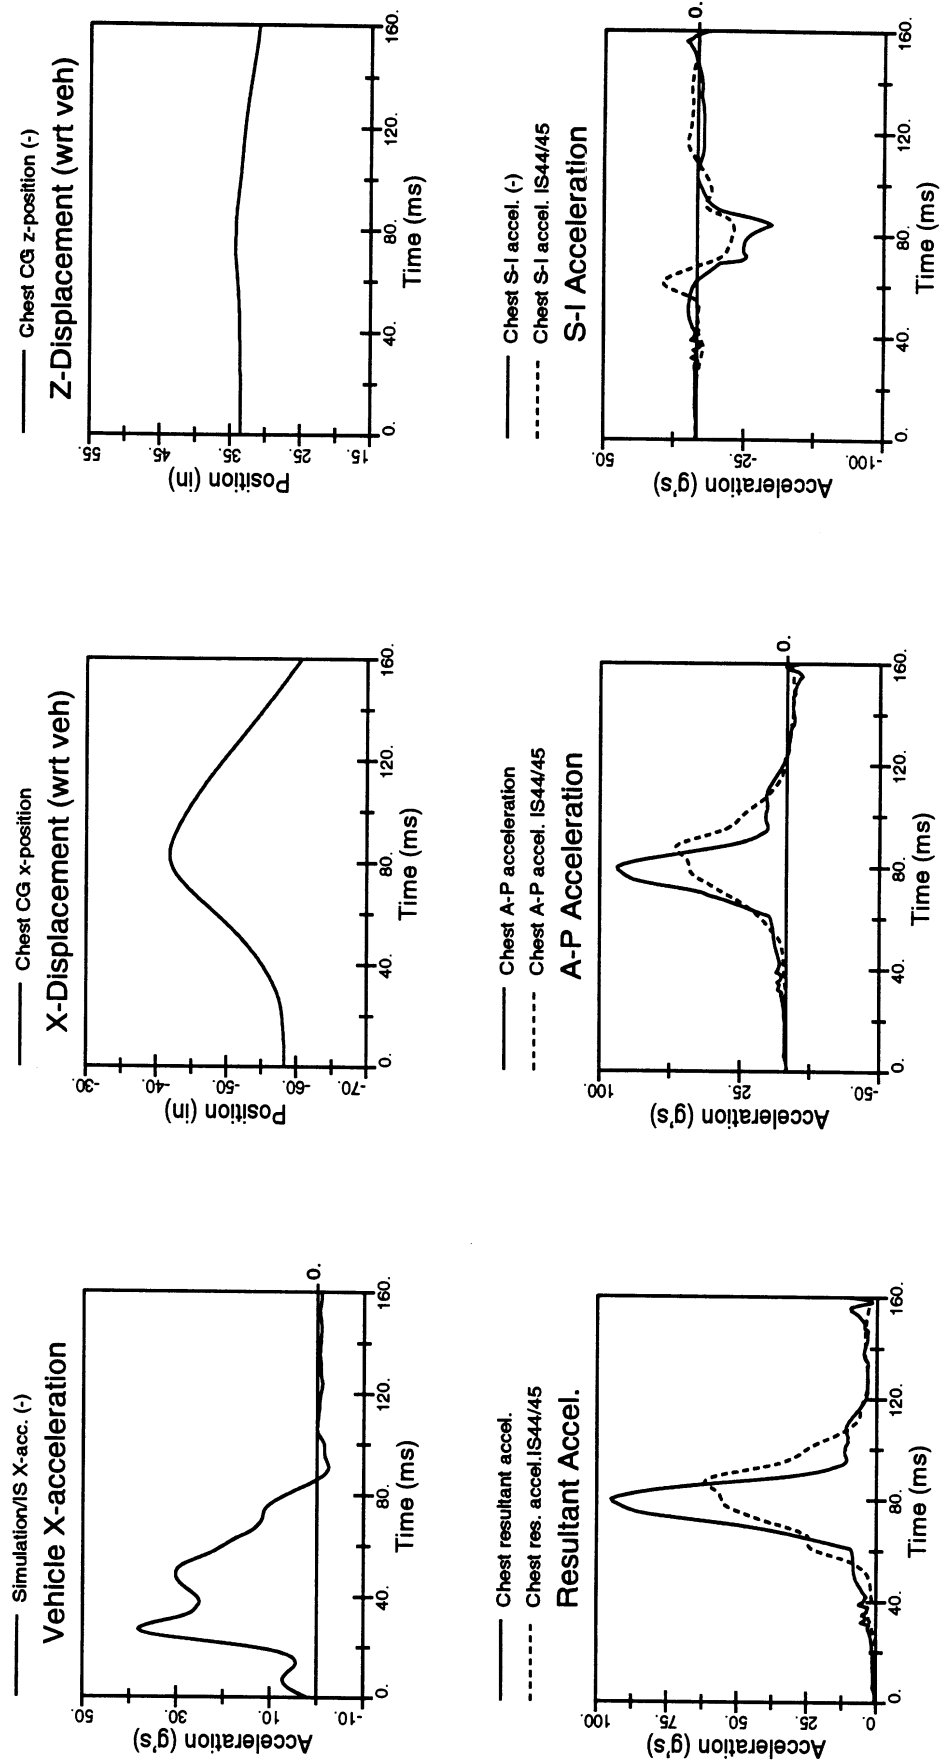 Simulation/IS X-acc. (-)
Vehicle X-acceleration
50.
30.
10.
-10.
Acceleration (g's)
0.
40.
80.
120.
160.
0.
Time (ms)
Chest CG x-position
X-Displacement (wrt veh)
-30.
-40.
-50.
-60.
-70.
Position (in)
0.
40.
80.
120.
160.
Time (ms)
Chest CG z-position (-)
Z-Displacement (wrt veh)
55.
45.
35.
25.
15.
Position (in)
0.
40.
80.
120.
160.
Time (ms)
Chest resultant accel.
Chest res. accel.IS44/45
Resultant Accel.
100.
75.
50.
25
0
Acceleration (g's)
0.
40.
80.
120.
160.
Time (ms)
Chest A-P acceleration
Chest A-P accel. IS44/45
A-P Acceleration
100.
25.
-50.
Acceleration (g's)
0.
40.
80.
120.
160.
0.
Time (ms)
Chest S-I accel. (-)
Chest S-I accel. IS44/45
S-I Acceleration
50.
-25.
-100.
Acceleration (g's)
0.
40.
80.
120.
160.
0.
Time (ms)